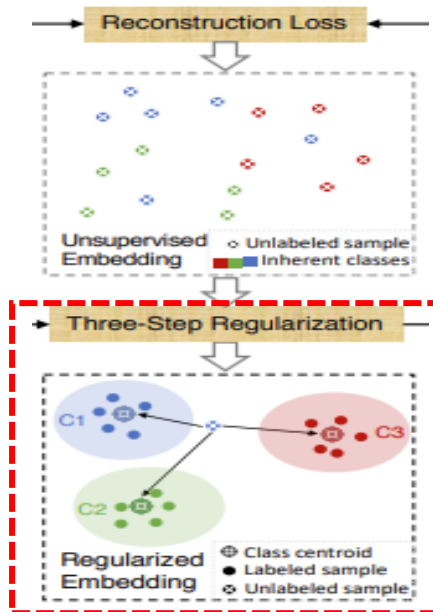 Reconstruction Loss
Unsupervised
Embedding
Unlabeled sample
Inherent classes
Three-Step Regularization
C1
C3
C2
Regularized
Embedding
Class centroid
Labeled sample
Unlabeled sample